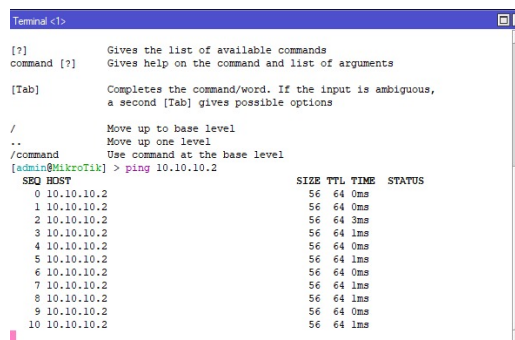 Terminal <1>
[?] Gives the list of available commands
command [?] Gives help on the command and list of arguments
[Tab] Completes the command/word. If the input is ambiguous,
a second [Tab] gives possible options
/ Move up to base level
.. Move up one level
/command Use command at the base level
[admin@MikroTik] > ping 10.10.10.2
SEQ HOST SIZE TTL TIME STATUS
0 10.10.10.2 56 64 0ms
1 10.10.10.2 56 64 0ms
2 10.10.10.2 56 64 3ms
3 10.10.10.2 56 64 1ms
4 10.10.10.2 56 64 0ms
5 10.10.10.2 56 64 1ms
6 10.10.10.2 56 64 0ms
7 10.10.10.2 56 64 1ms
8 10.10.10.2 56 64 1ms
9 10.10.10.2 56 64 0ms
10 10.10.10.2 56 64 1ms